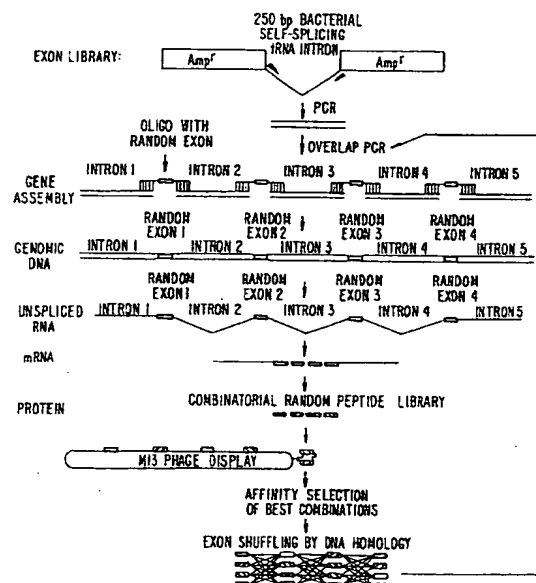 250 bp BACTERIAL
SELF-SPLICING
tRNA INTRON
EXON LIBRARY:
Amp^r
Amp^r
PCR
OLIGO WITH
RANDOM EXON
OVERLAP PCR
INTRON 1 INTRON 2 INTRON 3 INTRON 4 INTRON 5
GENE
ASSEMBLY
RANDOM EXON 1 RANDOM EXON 2 RANDOM EXON 3 RANDOM EXON 4
GENOMIC
DNA
INTRON 1 INTRON 2 INTRON 3 INTRON 4 INTRON 5
RANDOM EXON 1 RANDOM EXON 2 RANDOM EXON 3 RANDOM EXON 4
UNSPLICED
RNA
INTRON 1 INTRON 2 INTRON 3 INTRON 4 INTRON 5
mRNA
PROTEIN
COMBINATORIAL RANDOM PEPTIDE LIBRARY
M13 PHAGE DISPLAY
AFFINITY SELECTION
OF BEST COMBINATIONS
EXON SHUFFLING BY DNA HOMOLOGY